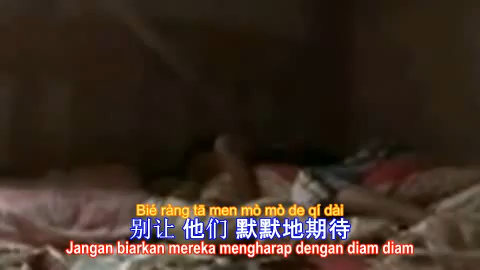 Bié ràng tā men mò mò de qí dài
别让 他们 默默地期待
Jangan biarkan mereka mengharap dengan diam diam